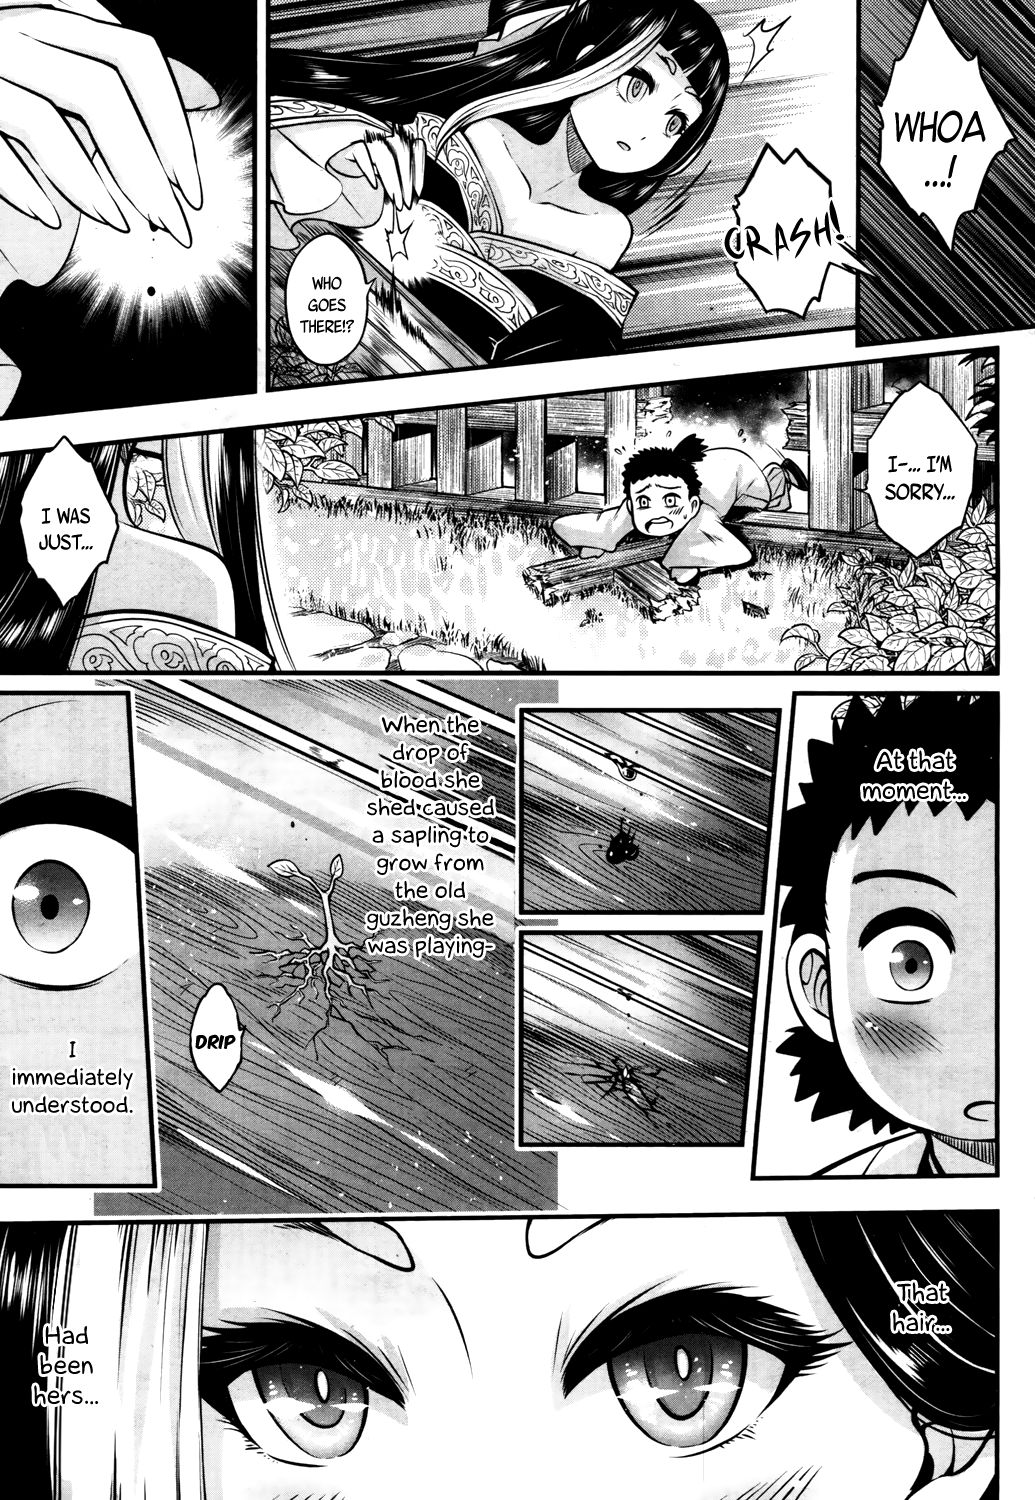 WHOA
...!
CRASH!
WHO
GOES
THERE!?
I-... I'M
SORRY...
I WAS
JUST...
At that
moment...
When the
drop of
blood she
shed caused
a sapling to
grow from
the old
guzheng she
was playing-
DRIP
I
immediately
understood.
That
hair...
Had
been
hers...